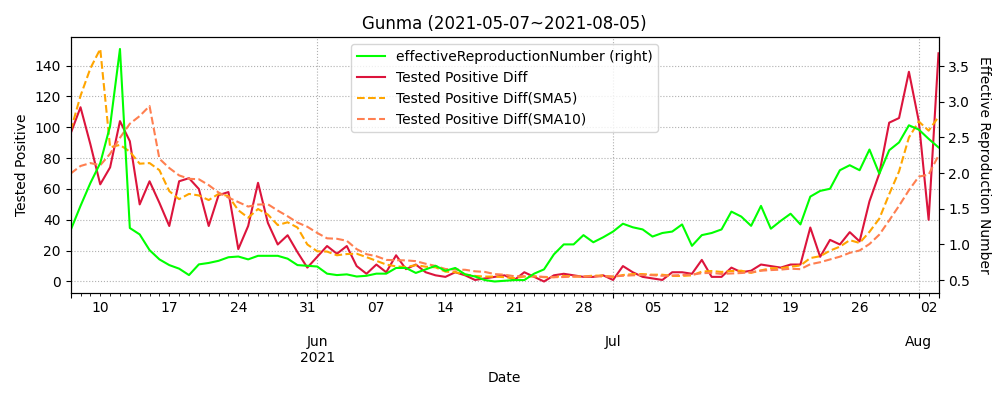 Gunma (2021-05-07~2021-08-05)
effectiveReproductionNumber (right)
Tested Positive Diff
Tested Positive Diff(SMA5)
Tested Positive Diff(SMA10)
Tested Positive
140
120
100
80
60
40
20
0
3.5
3.0
2.5
2.0
1.5
1.0
0.5
Effective Reproduction Number
10 17 24 31 07 14 21 28 05 12 19 26 02
Jun Jul Aug
2021
Date